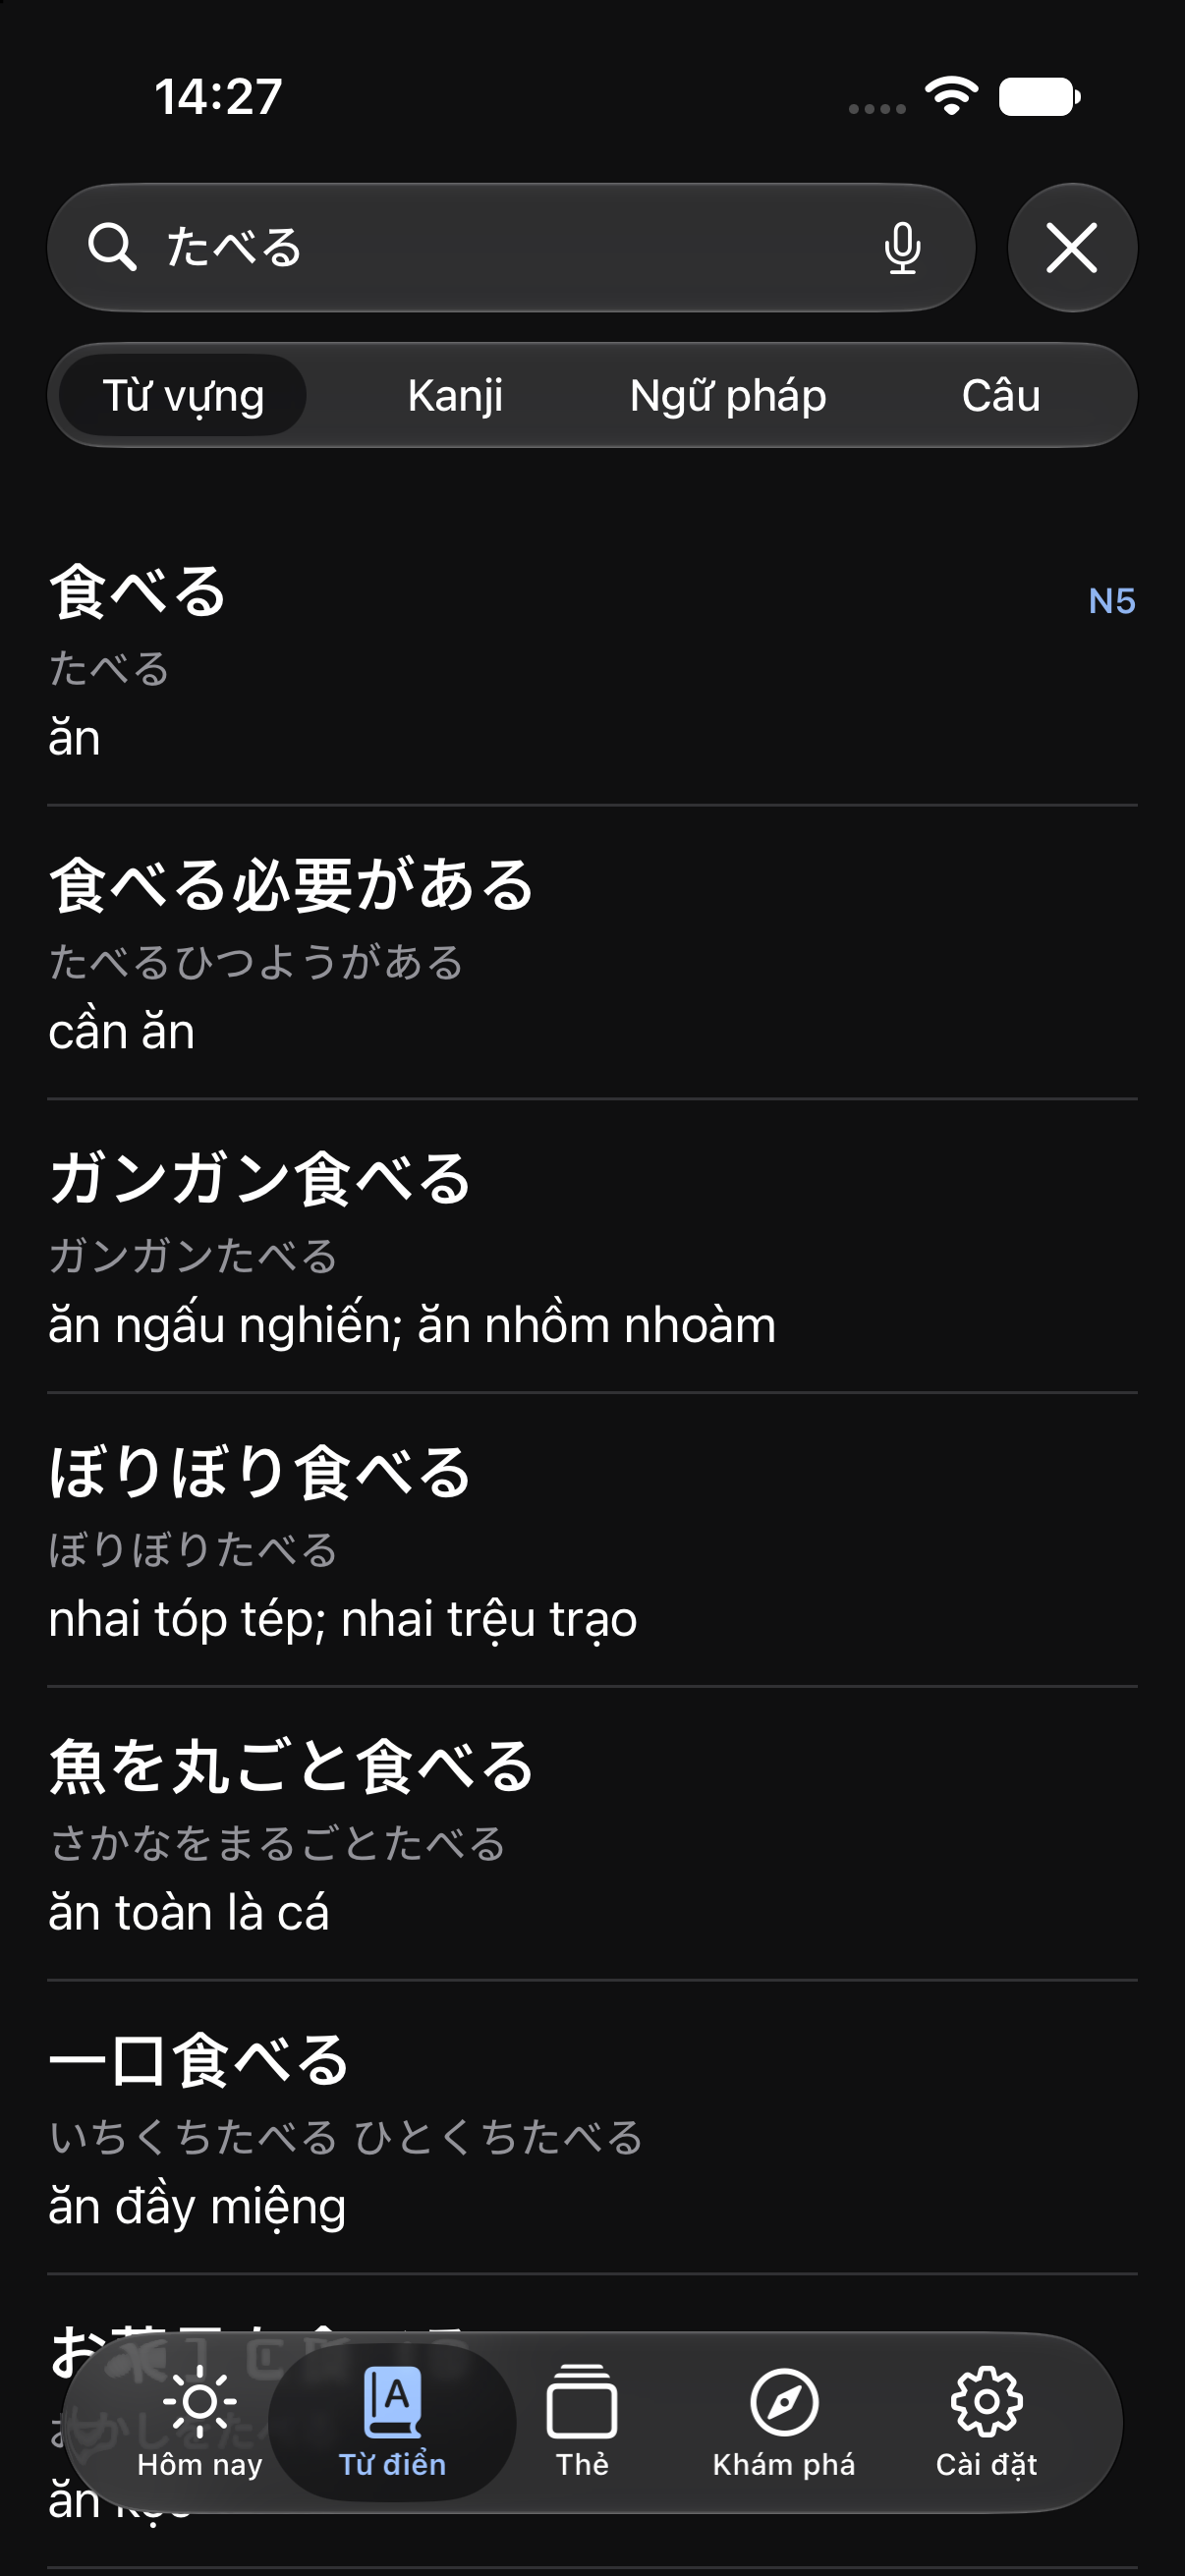 14:27
たべる
Từ vựng Kanji Ngữ pháp Câu
食べる N5
たべる
ăn
食べる必要がある
たべるひつようがある
cần ăn
ガンガン食べる
ガンガンたべる
ăn ngấu nghiến; ăn nhồm nhoàm
ぼりぼり食べる
ぼりぼりたべる
nhai tóp tép; nhai trệu trạo
魚を丸ごと食べる
さかなをまるごとたべる
ăn toàn là cá
一口食べる
いちくちたべる ひとくちたべる
ăn đầy miệng
ăn
Hôm nay Từ điển Thẻ Khám phá Cài đặt